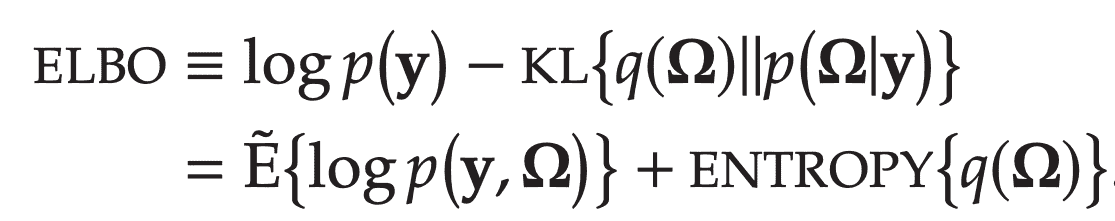 ELBO ≡ log p(y) − KL{q(Ω)||p(Ω|y)}
= Ẽ{log p(y, Ω)} + ENTROPY{q(Ω)}.